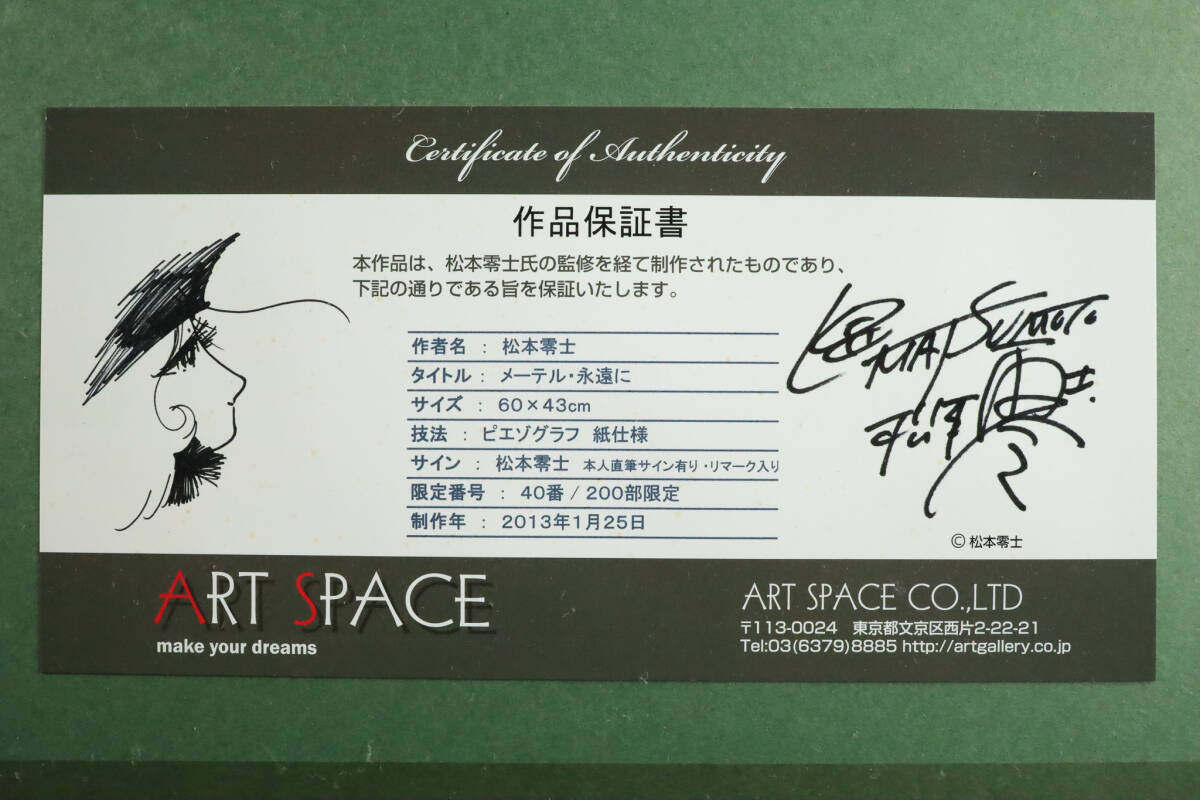 Certificate of Authenticity
作品保証書
本作品は、松本零士氏の監修を経て制作されたものであり、
下記の通りである旨を保証いたします。
作者名 ： 松本零士
タイトル ： メーテル・永遠に
サイズ ： 60×43cm
技法 ： ピエゾグラフ 紙仕様
サイン ： 松本零士 本人直筆サイン有り・リマーク入り
限定番号 ： 40番 / 200部限定
制作年 ： 2013年1月25日
MATSUMOTO
松本零士.
© 松本零士
ART SPACE
make your dreams
ART SPACE CO.,LTD
〒113-0024 東京都文京区西片2-22-21
Tel:03(6379)8885 http://artgallery.co.jp